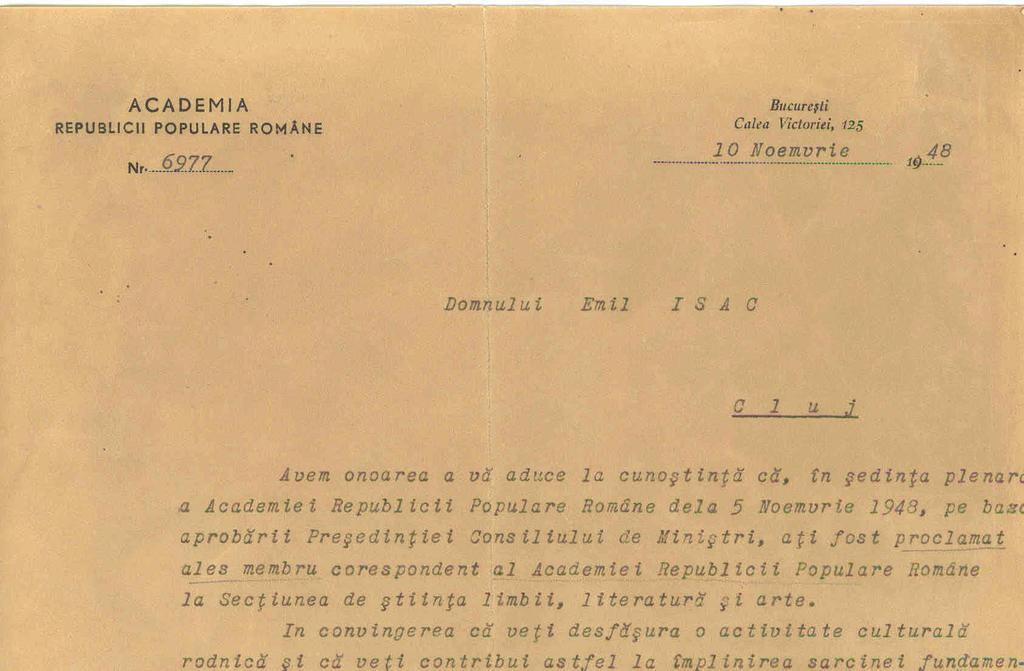 ACADEMIA
REPUBLICII POPULARE ROMÂNE
Nr. 6977
Bucureşti
Calea Victoriei, 125
10 Noemvrie 1948
Domnului Emil ISAC
Cluj
Avem onoarea a vă aduce la cunoştinţă că, în şedinţa plenară
a Academiei Republicii Populare Române dela 5 Noemvrie 1948, pe baza
aprobării Preşedinţiei Consiliului de Miniştri, aţi fost proclamat
ales membru corespondent al Academiei Republicii Populare Române
la Secţiunea de ştiinţa limbii, literatură şi arte.
In convingerea că veţi desfăşura o activitate culturală
rodnică şi că veţi contribui astfel la împlinirea sarcinei fundamen-